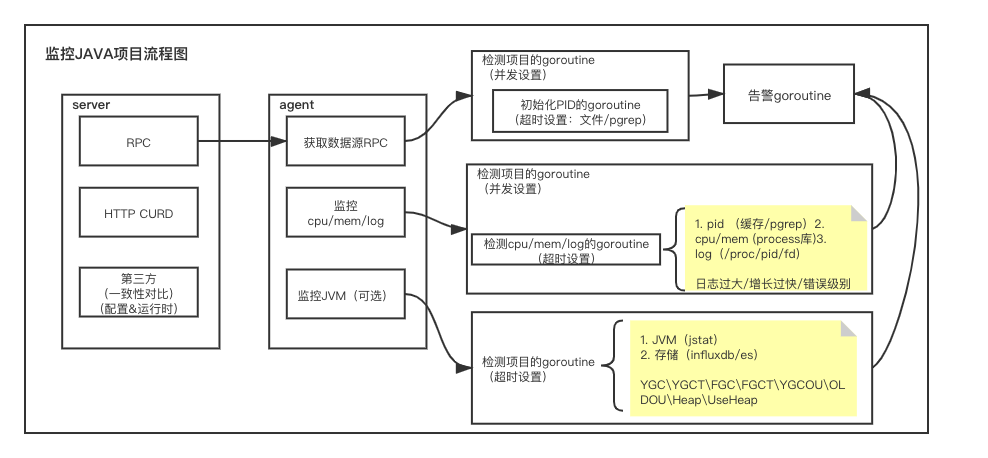 监控JAVA项目流程图
server
RPC
HTTP CURD
第三方
（一致性对比）
（配置&运行时）
agent
获取数据源RPC
监控
cpu/mem/log
监控JVM（可选）
检测项目的goroutine
（并发设置）
初始化PID的goroutine
（超时设置：文件/pgrep）
告警goroutine
检测项目的goroutine
（并发设置）
检测cpu/mem/log的goroutine
（超时设置）
1. pid （缓存/pgrep）2.
cpu/mem (process库)3.
log（/proc/pid/fd)
日志过大/增长过快/错误级别
检测项目的goroutine
（超时设置）
1. JVM（jstat）
2. 存储（influxdb/es）
YGC\YGCT\FGC\FGCT\YGCOU\OL
DOU\Heap\UseHeap